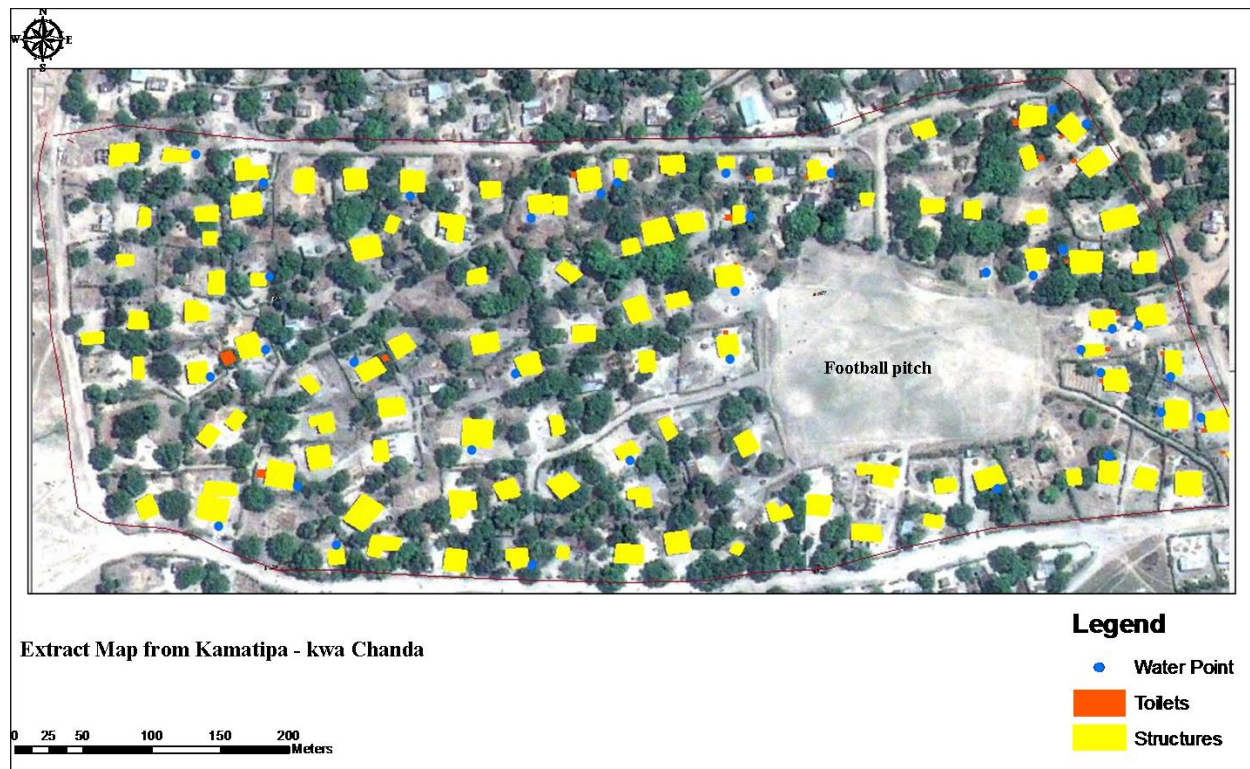 N
W E
S
Football pitch
Extract Map from Kamatipa - kwa Chanda
Legend
Water Point
Toilets
Structures
0 25 50 100 150 200
Meters